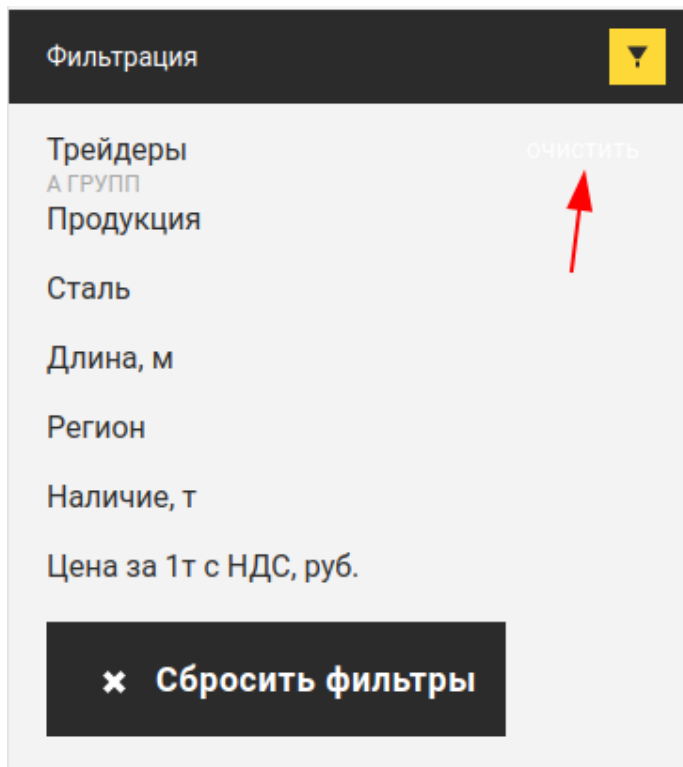 Фильтрация
Трейдеры очистить
А ГРУПП
Продукция
Сталь
Длина, м
Регион
Наличие, т
Цена за 1т с НДС, руб.
Сбросить фильтры